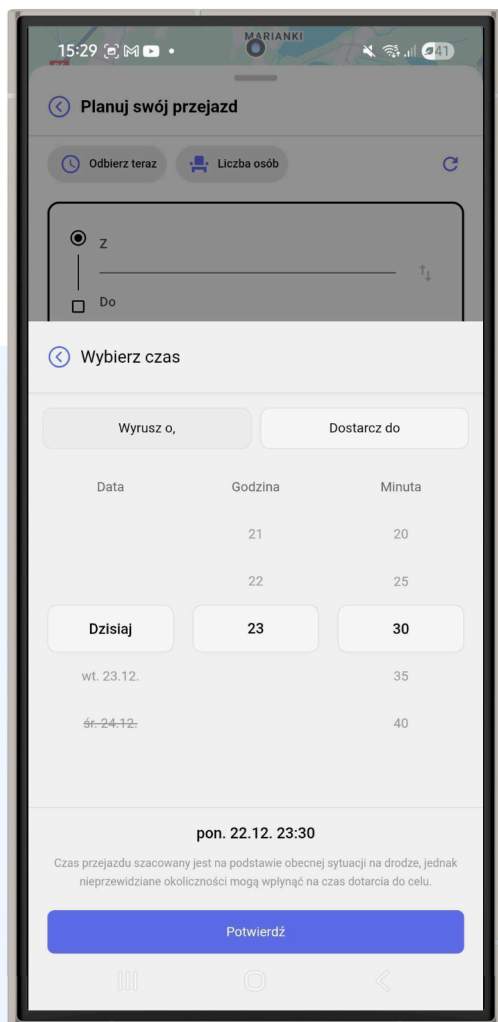 MARIANKI
15:29
41
Planuj swój przejazd
Odbierz teraz
Liczba osób
Z
Do
Wybierz czas
Wyrusz o,
Dostarcz do
Data Godzina Minuta
21 20
22 25
Dzisiaj 23 30
wt. 23.12. 35
śr. 24.12. 40
pon. 22.12. 23:30
Czas przejazdu szacowany jest na podstawie obecnej sytuacji na drodze, jednak
nieprzewidziane okoliczności mogą wpłynąć na czas dotarcia do celu.
Potwierdź